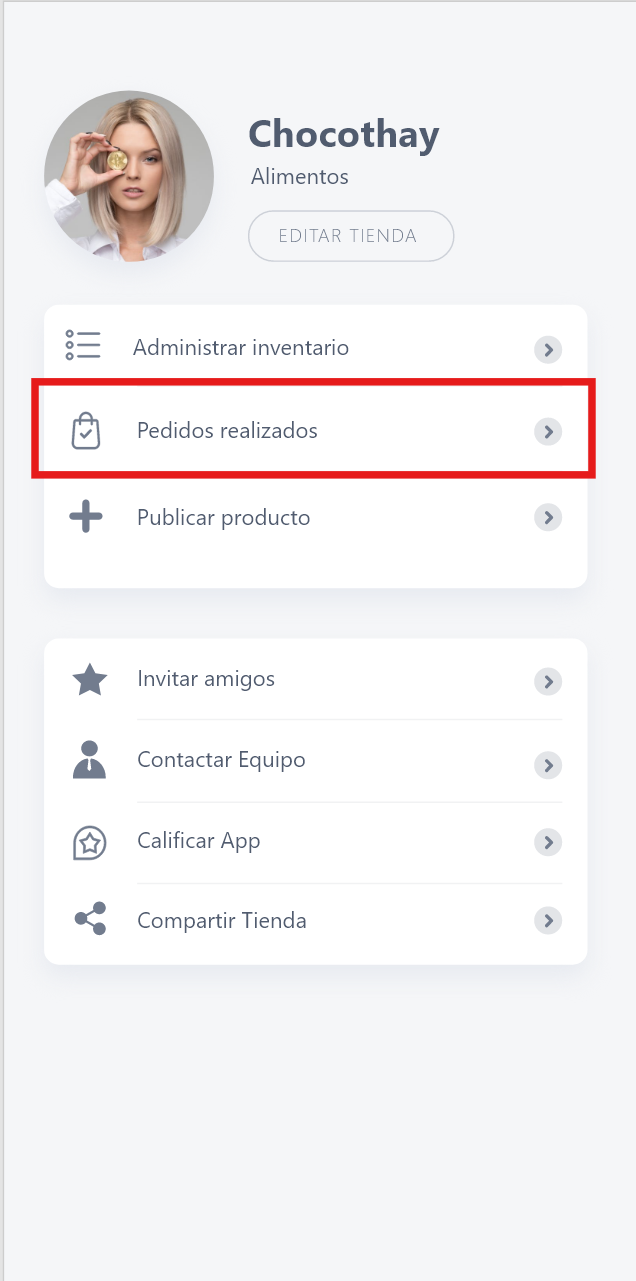 Chocothay
Alimentos
EDITAR TIENDA
Administrar inventario
Pedidos realizados
Publicar producto
Invitar amigos
Contactar Equipo
Calificar App
Compartir Tienda